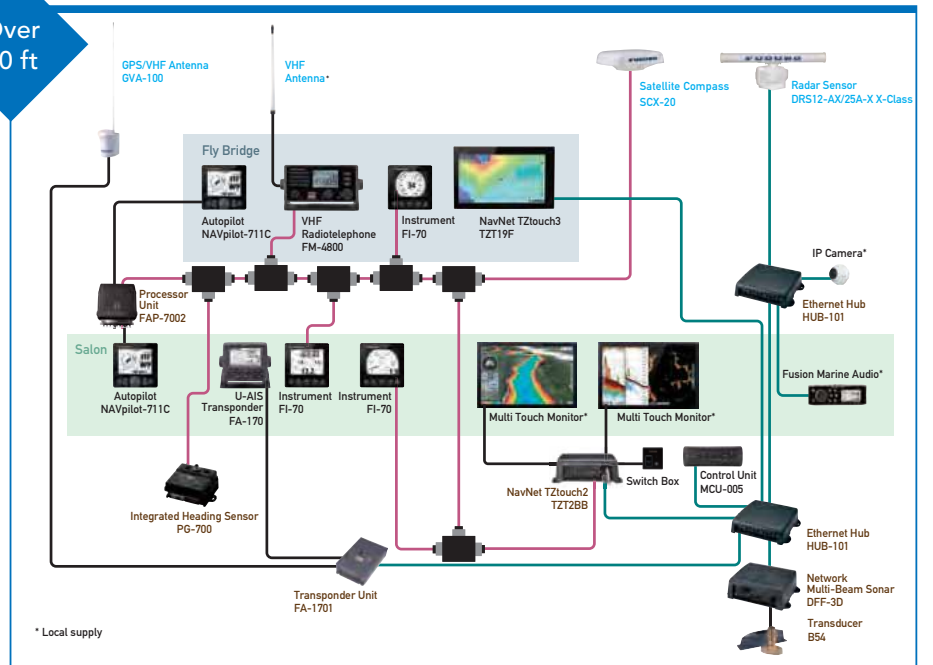 Over
0 ft
GPS/VHF Antenna
GVA-100
VHF
Antenna*
Satellite Compass
SCX-20
FURUNO
Radar Sensor
DRS12-AX/25A-X X-Class
Fly Bridge
Autopilot
NAVpilot-711C
VHF
Radiotelephone
FM-4800
Instrument
FI-70
NavNet TZtouch3
TZT19F
IP Camera*
Processor
Unit
FAP-7002
Ethernet Hub
HUB-101
Salon
Autopilot
NAVpilot-711C
U-AIS
Transponder
FA-170
Instrument
FI-70
Instrument
FI-70
Multi Touch Monitor*
Multi Touch Monitor*
Fusion Marine Audio*
Integrated Heading Sensor
PG-700
NavNet TZtouch2
TZT2BB
Switch Box
Control Unit
MCU-005
Ethernet Hub
HUB-101
Transponder Unit
FA-1701
Network
Multi-Beam Sonar
DFF-3D
Transducer
B54
* Local supply